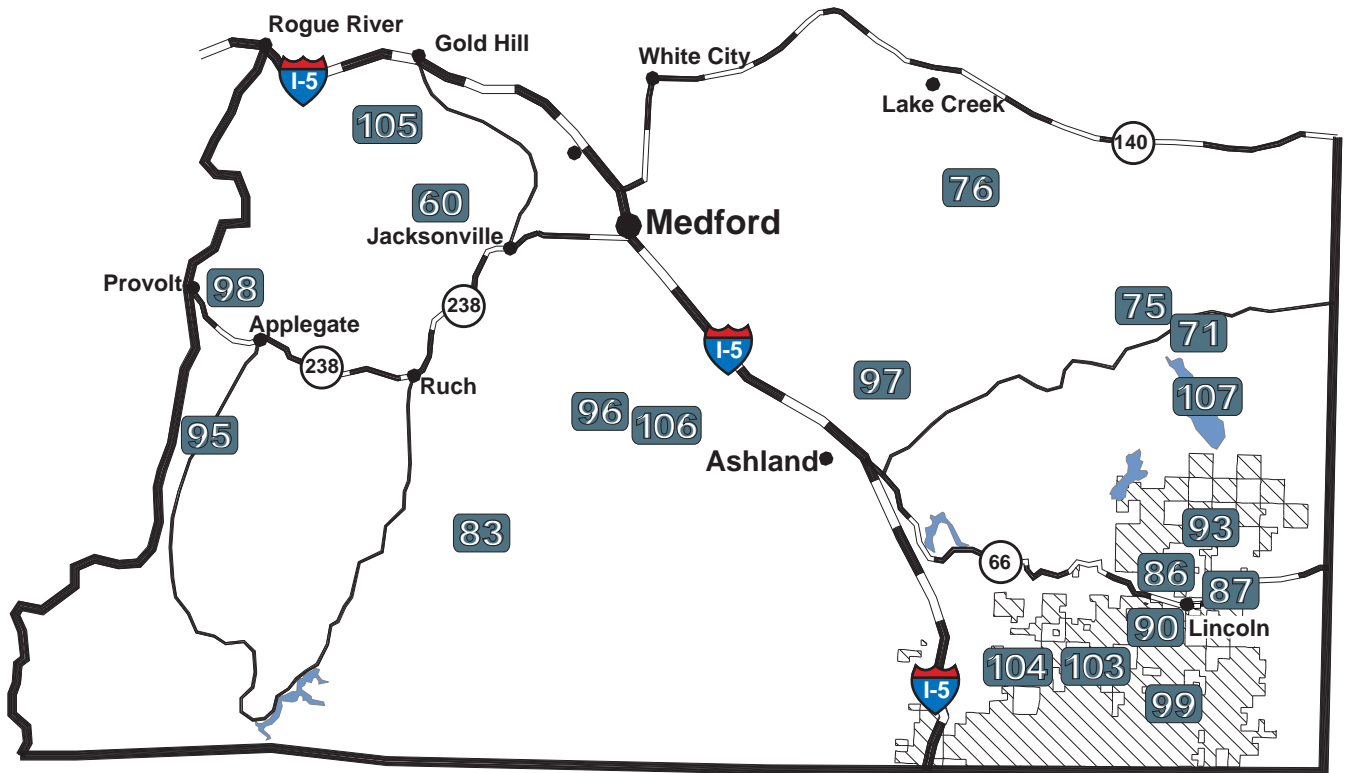 Rogue River
Gold Hill
I-5
White City
Lake Creek
105
140
76
60
Medford
Jacksonville
Provolt
98
75
238
Applegate
71
I-5
238
Ruch
97
107
96
106
95
Ashland
83
93
66
86
87
90
Lincoln
104
103
I-5
99